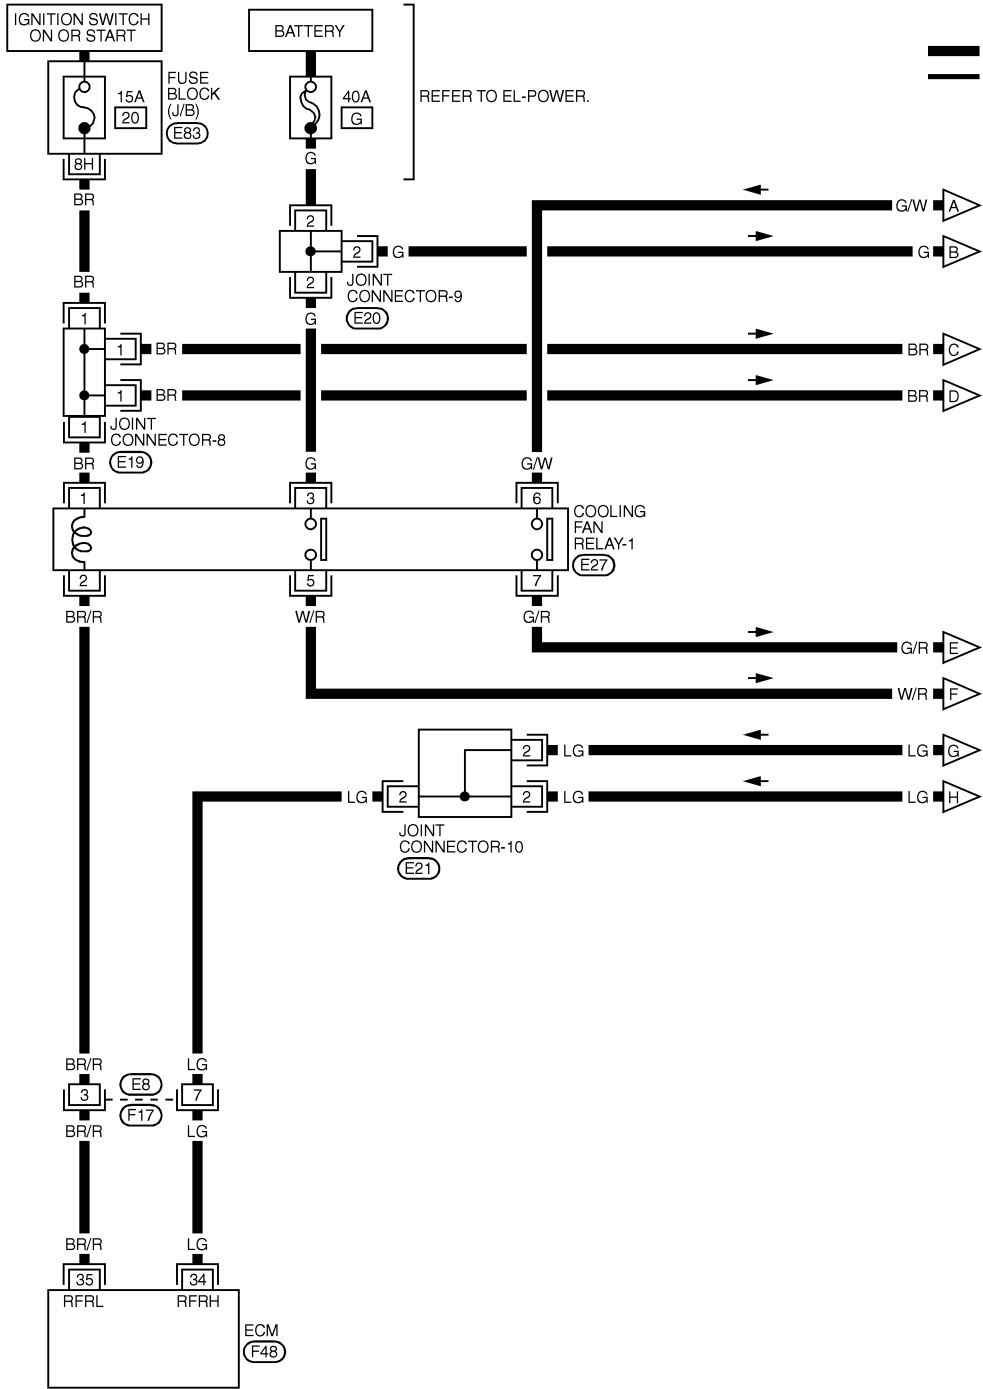 IGNITION SWITCH
ON OR START
BATTERY
FUSE
BLOCK
(J/B)
E83
15A
20
40A
G
REFER TO EL-POWER.
8H
G
BR
G/W
A
2
2
G
G
B
BR
2
JOINT
CONNECTOR-9
E20
1
G
1
BR
BR
C
1
BR
BR
D
1
JOINT
CONNECTOR-8
E19
BR
G
G/W
1
3
6
COOLING
FAN
RELAY-1
E27
2
5
7
BR/R
W/R
G/R
G/R
E
W/R
F
2
LG
LG
G
LG
2
2
LG
LG
H
JOINT
CONNECTOR-10
E21
BR/R
LG
3
E8
F17
7
BR/R
LG
BR/R
LG
35
34
RFRL
RFRH
ECM
F48